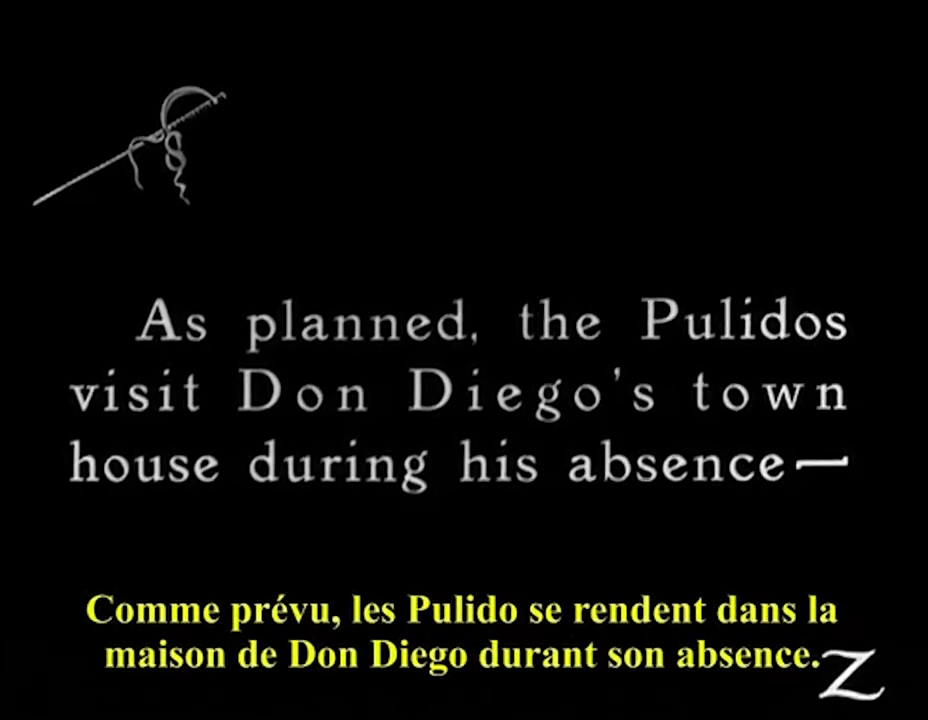 As planned, the Pulidos
visit Don Diego's town
house during his absence—
Comme prévu, les Pulido se rendent dans la
maison de Don Diego durant son absence.
Z